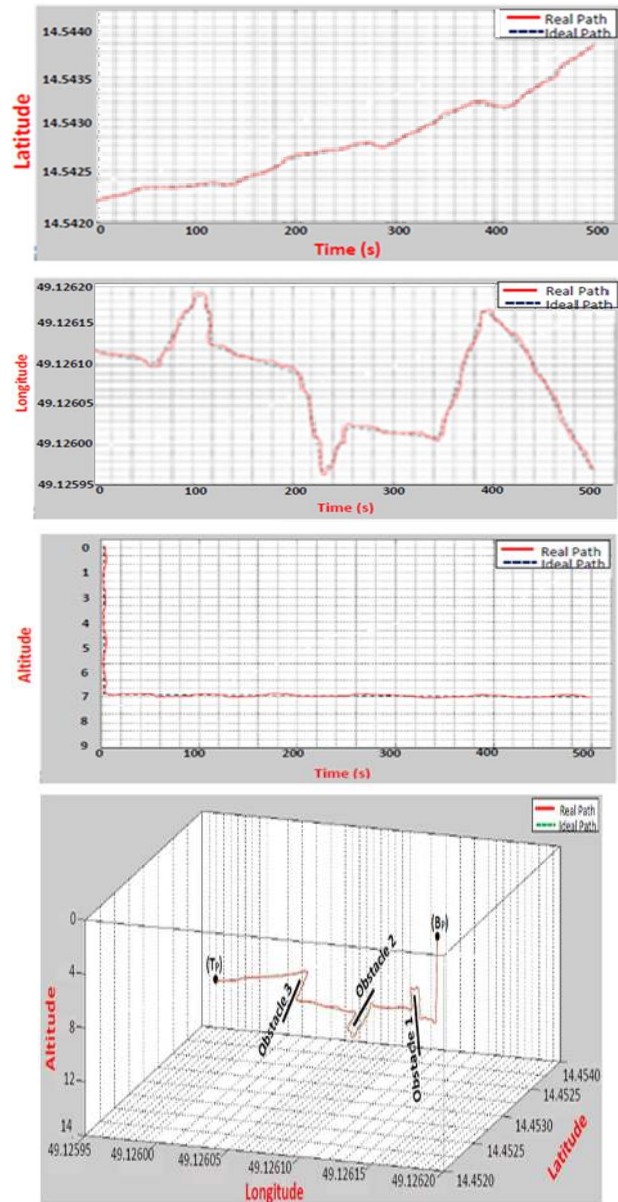 Real Path
Ideal Path
14.5440
14.5435
14.5430
14.5425
14.5420
Latitude
0 100 200 300 400 500
Time (s)
Real Path
Ideal Path
49.12620
49.12615
49.12610
49.12605
49.12600
49.12595
Longitude
0 100 200 300 400 500
Time (s)
Real Path
Ideal Path
0
1
3
4
5
6
7
8
9
Altitude
0 100 200 300 400 500
Time (s)
Real Path
Ideal Path
0
4
8
12
14
Altitude
(TP)
(BP)
Obstacle 3
Obstacle 2
Obstacle 1
49.12595 49.12600 49.12605 49.12610 49.12615 49.12620
Longitude
14.4540
14.4525
14.4530
14.4525
14.4520
Latitude